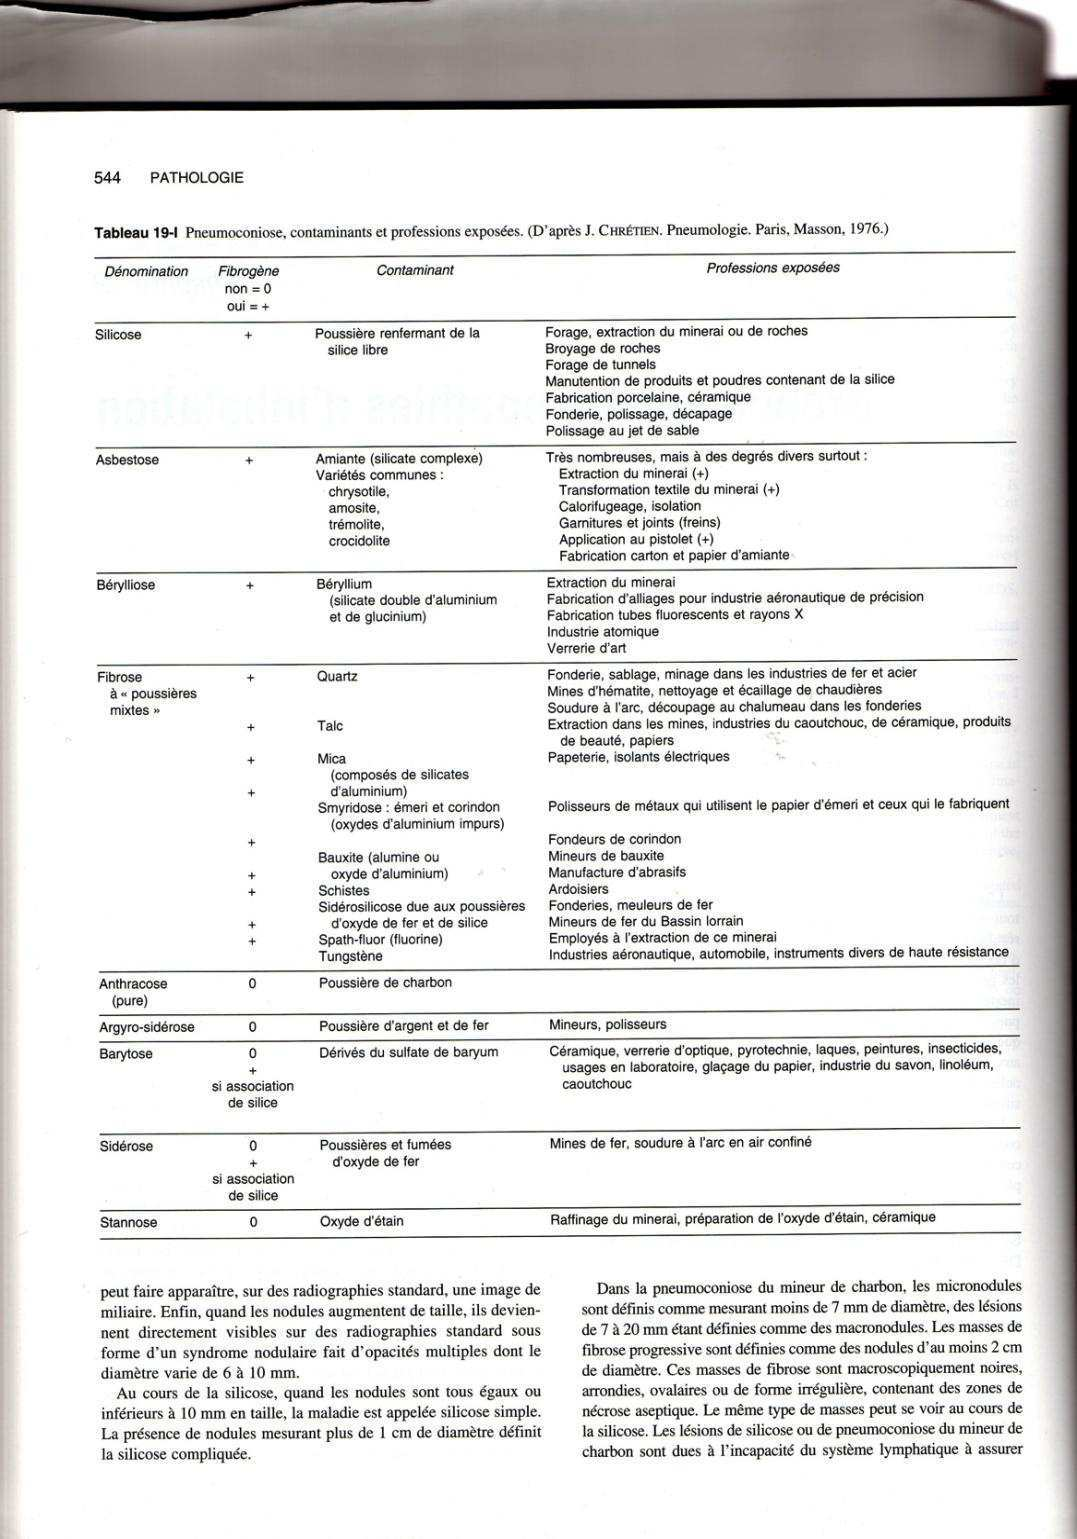 544 PATHOLOGIE
Tableau 19-I Pneumoconiose, contaminants et professions exposées. (D'après J. CHRÉTIEN. Pneumologie. Paris, Masson, 1976.)
Dénomination Fibrogène Contaminant Professions exposées
non = 0
oui = +
Silicose + Poussière renfermant de la Forage, extraction du minerai ou de roches
silice libre Broyage de roches
Forage de tunnels
Manutention de produits et poudres contenant de la silice
Fabrication porcelaine, céramique
Fonderie, polissage, décapage
Polissage au jet de sable
Asbestose + Amiante (silicate complexe) Très nombreuses, mais à des degrés divers surtout :
Variétés communes : Extraction du minerai (+)
chrysotile, Transformation textile du minerai (+)
amosite, Calorifugeage, isolation
trémolite, Garnitures et joints (freins)
crocidolite Application au pistolet (+)
Fabrication carton et papier d'amiante
Bérylliose + Béryllium Extraction du minerai
(silicate double d'aluminium Fabrication d'alliages pour industrie aéronautique de précision
et de glucinium) Fabrication tubes fluorescents et rayons X
Industrie atomique
Verrerie d'art
Fibrose + Quartz Fonderie, sablage, minage dans les industries de fer et acier
à « poussières Mines d'hématite, nettoyage et écaillage de chaudières
mixtes » Soudure à l'arc, découpage au chalumeau dans les fonderies
+ Talc Extraction dans les mines, industries du caoutchouc, de céramique, produits
de beauté, papiers
+ Mica Papeterie, isolants électriques
(composés de silicates
+ d'aluminium)
Smyridose : émeri et corindon Polisseurs de métaux qui utilisent le papier d'émeri et ceux qui le fabriquent
(oxydes d'aluminium impurs)
+ Fondeurs de corindon
Bauxite (alumine ou Mineurs de bauxite
+ oxyde d'aluminium) Manufacture d'abrasifs
+ Schistes Ardoisiers
Sidérosilicose due aux poussières Fonderies, meuleurs de fer
+ d'oxyde de fer et de silice Mineurs de fer du Bassin lorrain
+ Spath-fluor (fluorine) Employés à l'extraction de ce minerai
Tungstène Industries aéronautique, automobile, instruments divers de haute résistance
Anthracose 0 Poussière de charbon
(pure)
Argyro-sidérose 0 Poussière d'argent et de fer Mineurs, polisseurs
Barytose 0 Dérivés du sulfate de baryum Céramique, verrerie d'optique, pyrotechnie, laques, peintures, insecticides,
+ usages en laboratoire, glaçage du papier, industrie du savon, linoléum,
si association caoutchouc
de silice
Sidérose 0 Poussières et fumées Mines de fer, soudure à l'arc en air confiné
+ d'oxyde de fer
si association
de silice
Stannose 0 Oxyde d'étain Raffinage du minerai, préparation de l'oxyde d'étain, céramique
peut faire apparaître, sur des radiographies standard, une image de
miliaire. Enfin, quand les nodules augmentent de taille, ils devien-
nent directement visibles sur des radiographies standard sous
forme d'un syndrome nodulaire fait d'opacités multiples dont le
diamètre varie de 6 à 10 mm.
Au cours de la silicose, quand les nodules sont tous égaux ou
inférieurs à 10 mm en taille, la maladie est appelée silicose simple.
La présence de nodules mesurant plus de 1 cm de diamètre définit
la silicose compliquée.
Dans la pneumoconiose du mineur de charbon, les micronodules
sont définis comme mesurant moins de 7 mm de diamètre, des lésions
de 7 à 20 mm étant définies comme des macronodules. Les masses de
fibrose progressive sont définies comme des nodules d'au moins 2 cm
de diamètre. Ces masses de fibrose sont macroscopiquement noires,
arrondies, ovalaires ou de forme irrégulière, contenant des zones de
nécrose aseptique. Le même type de masses peut se voir au cours de
la silicose. Les lésions de silicose ou de pneumoconiose du mineur de
charbon sont dues à l'incapacité du système lymphatique à assurer